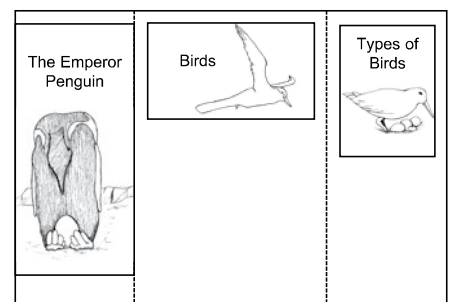 The Emperor
Penguin
Birds
Types of
Birds